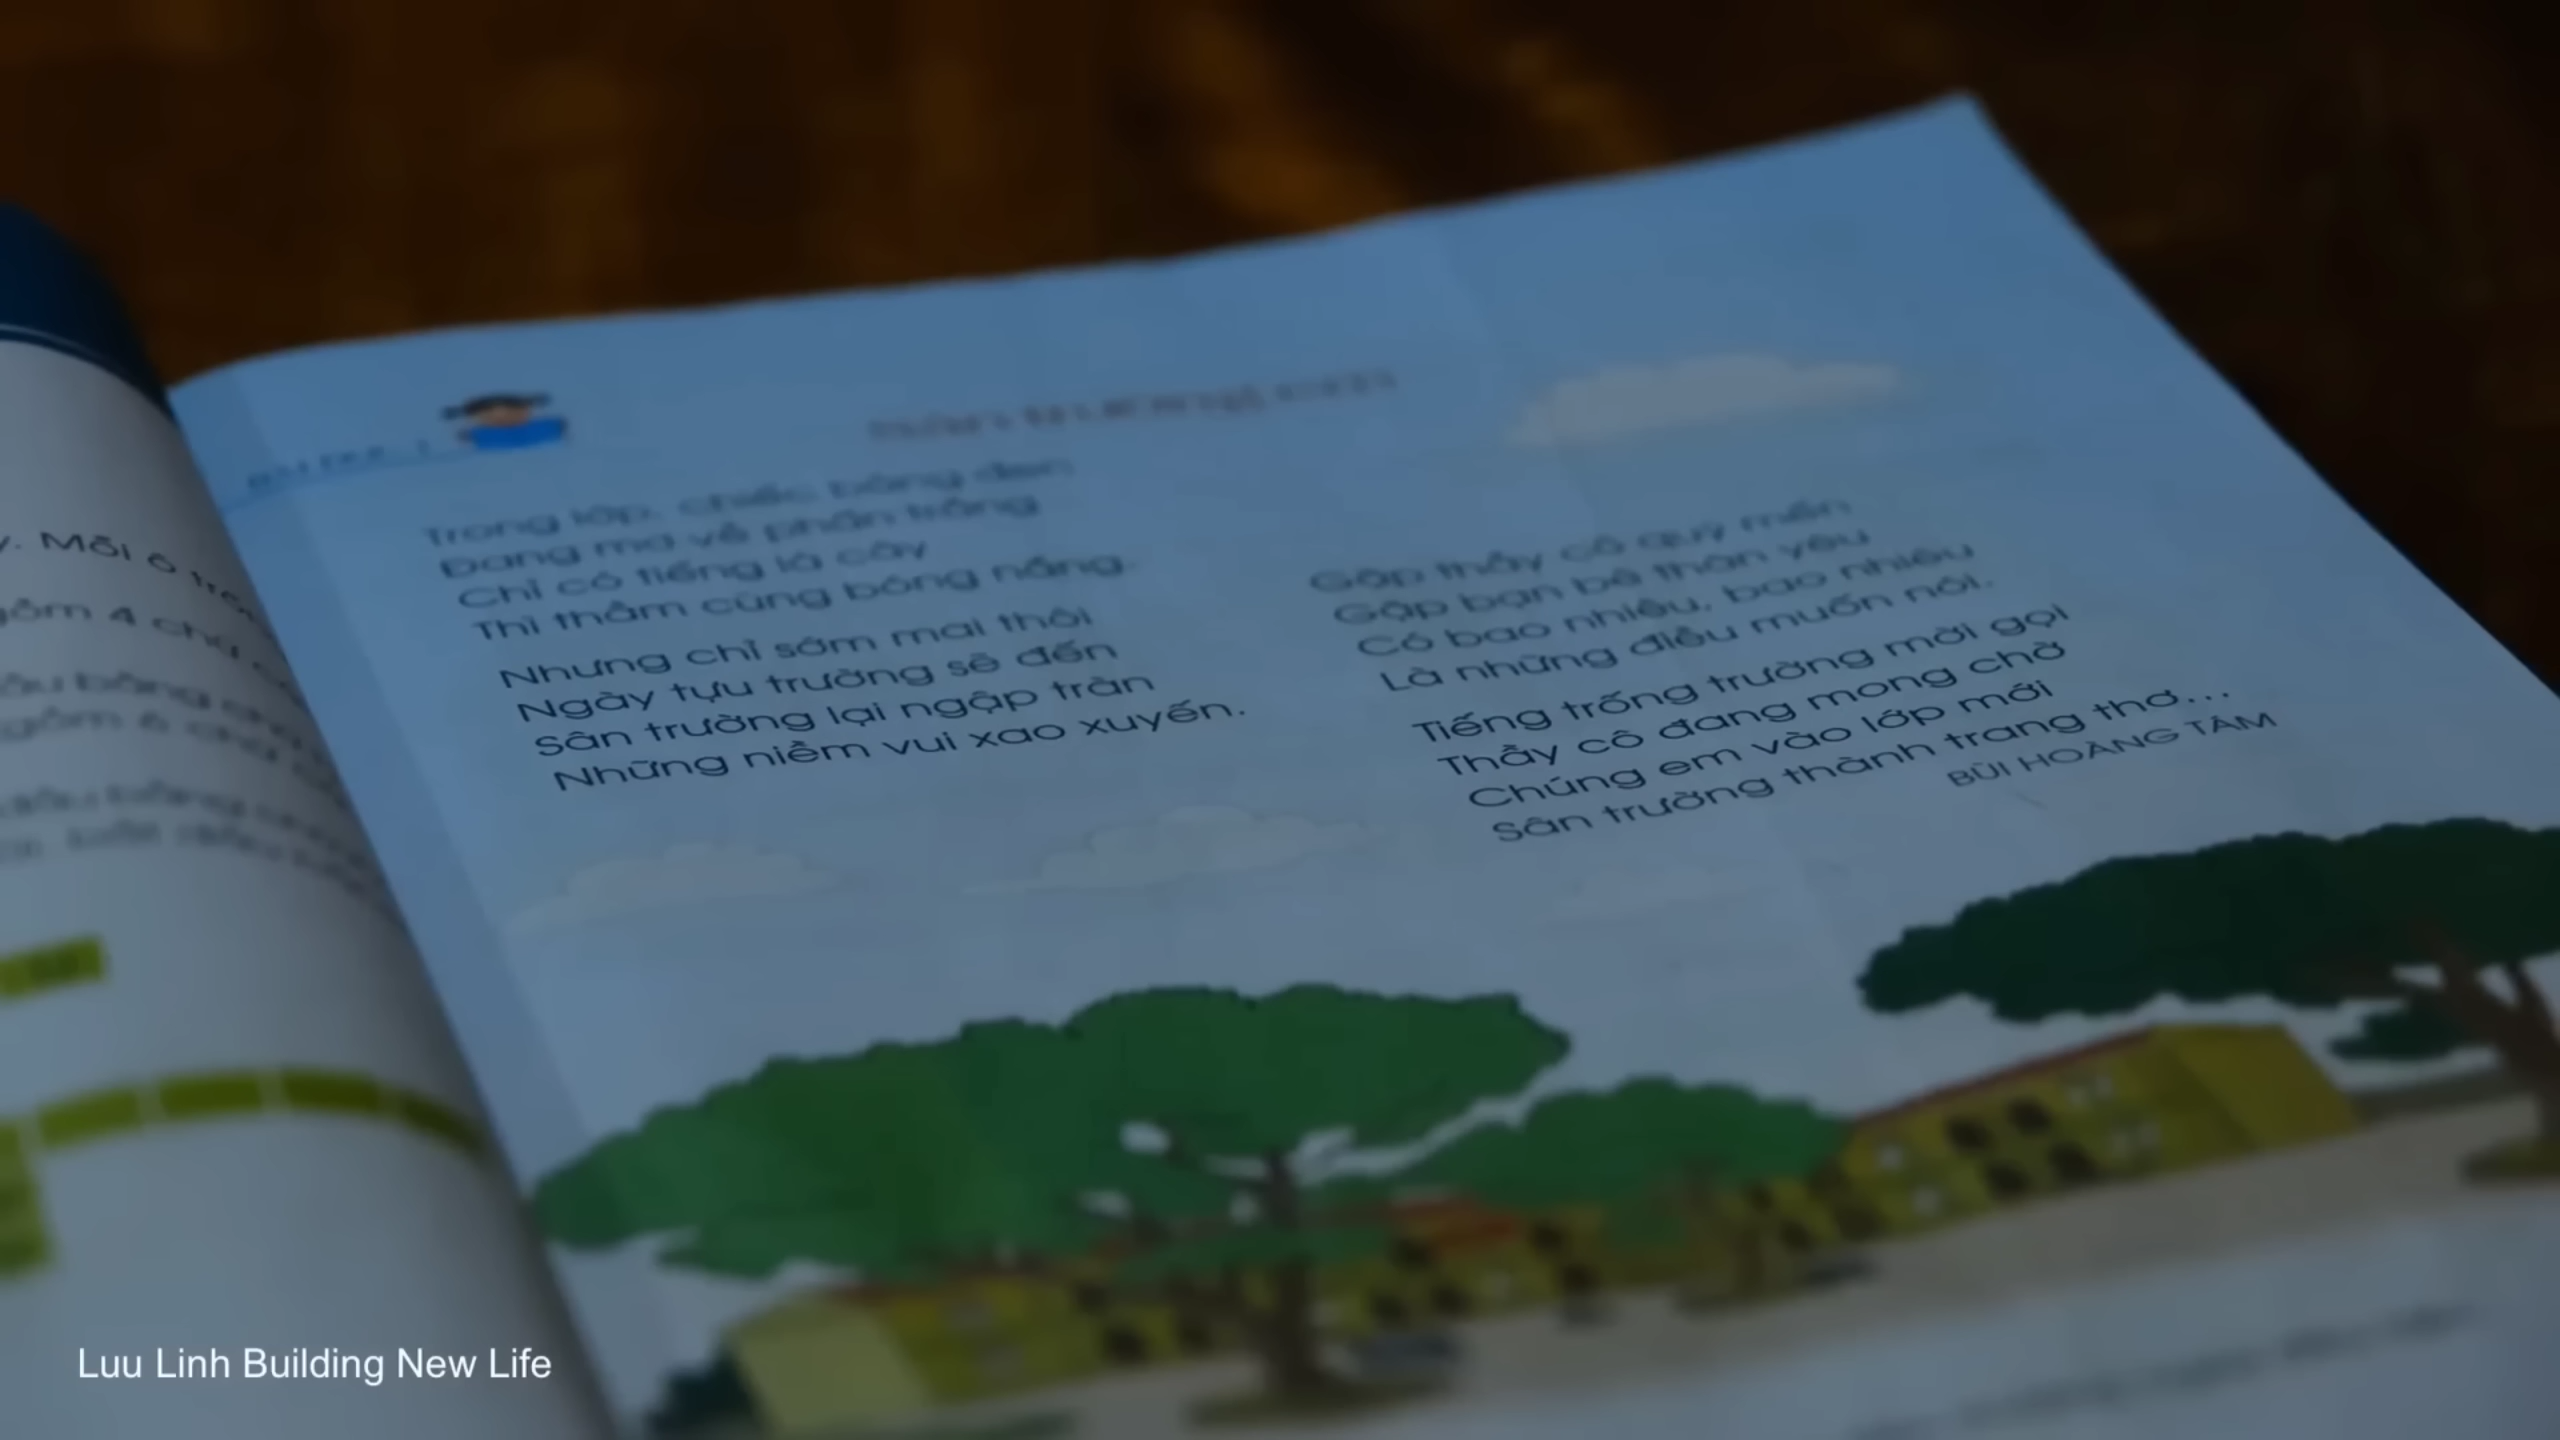 y. Mỗi ô
gồm 4 chữ
Trong lớp, chiếc bảng đen
Đang mơ về phấn trắng
Chỉ có tiếng lá cây
Thì thầm cùng bóng nắng.
Nhưng chỉ sớm mai thôi
Ngày tựu trường sẽ đến
Sân trường lại ngập tràn
Những niềm vui xao xuyến.
Gặp thầy cô quý mến
Gặp bạn bè thân yêu
Có bao nhiêu, bao nhiêu
Là những điều muốn nói.
Tiếng trống trường mời gọi
Thầy cô đang mong chờ
Chúng em vào lớp mới
Sân trường thành trang thơ...
BÙI HOÀNG TÁM
Luu Linh Building New Life